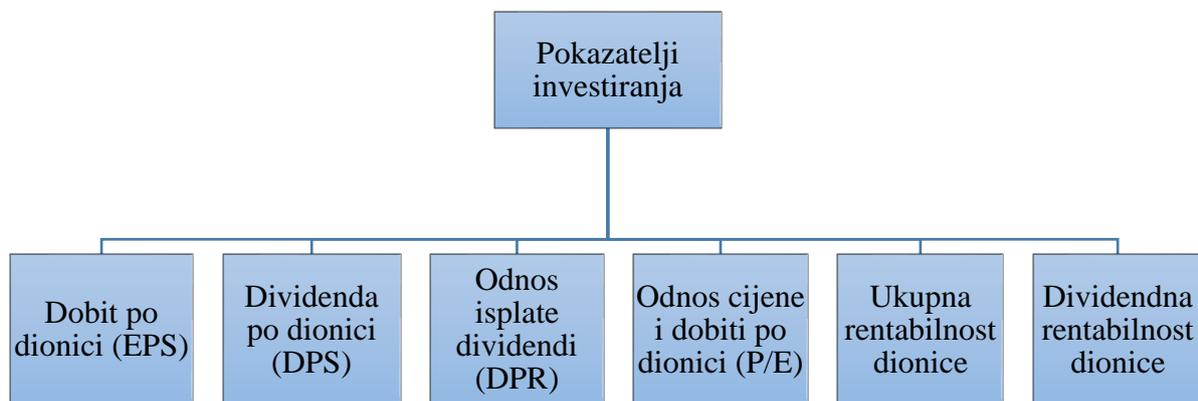 Pokazatelji
investiranja
Dobit po
dionici (EPS)
Dividenda
po dionici
(DPS)
Odnos
isplate
dividendi
(DPR)
Odnos cijene
i dobiti po
dionici (P/E)
Ukupna
rentabilnost
dionice
Dividendna
rentabilnost
dionice